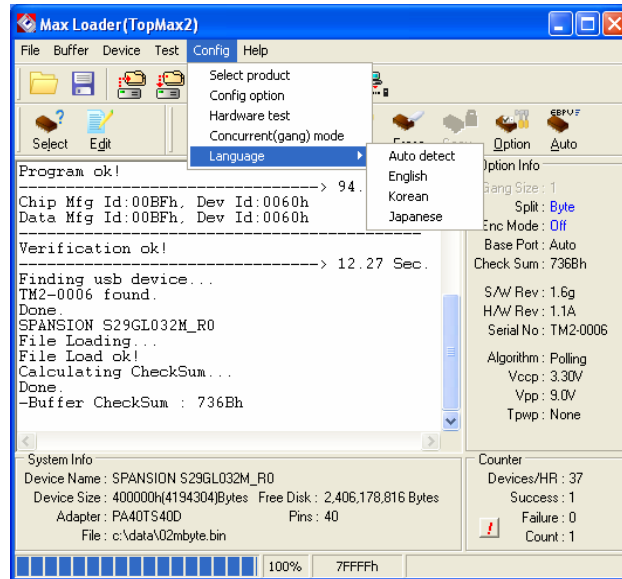 Max Loader(TopMax2)
File Buffer Device Test Config Help
Select product
Config option
Hardware test
Concurrent(gang) mode
Language
Auto detect
English
Korean
Japanese
Select Edit Option Auto
Program ok!
--------------------------------> 94.
Chip Mfg Id:00BFh, Dev Id:0060h
Data Mfg Id:00BFh, Dev Id:0060h
Verification ok!
--------------------------------> 12.27 Sec.
Finding usb device...
TM2-0006 found.
Done.
SPANSION S29GL032M_R0
File Loading...
File Load ok!
Calculating CheckSum...
Done.
-Buffer CheckSum : 736Bh
Option Info
Gang Size : 1
Split : Byte
Enc Mode : Off
Base Port : Auto
Check Sum : 736Bh
S/W Rev : 1.6g
H/W Rev : 1.1A
Serial No : TM2-0006
Algorithm : Polling
Vccp : 3.30V
Vpp : 9.0V
Tpwp : None
System Info
Device Name : SPANSION S29GL032M_R0
Device Size : 400000h(4194304)Bytes Free Disk : 2,406,178,816 Bytes
Adapter : PA40TS40D Pins : 40
File : c:\data\02mbyte.bin
Counter
Devices/HR : 37
Success : 1
Failure : 0
Count : 1
100% 7FFFFh